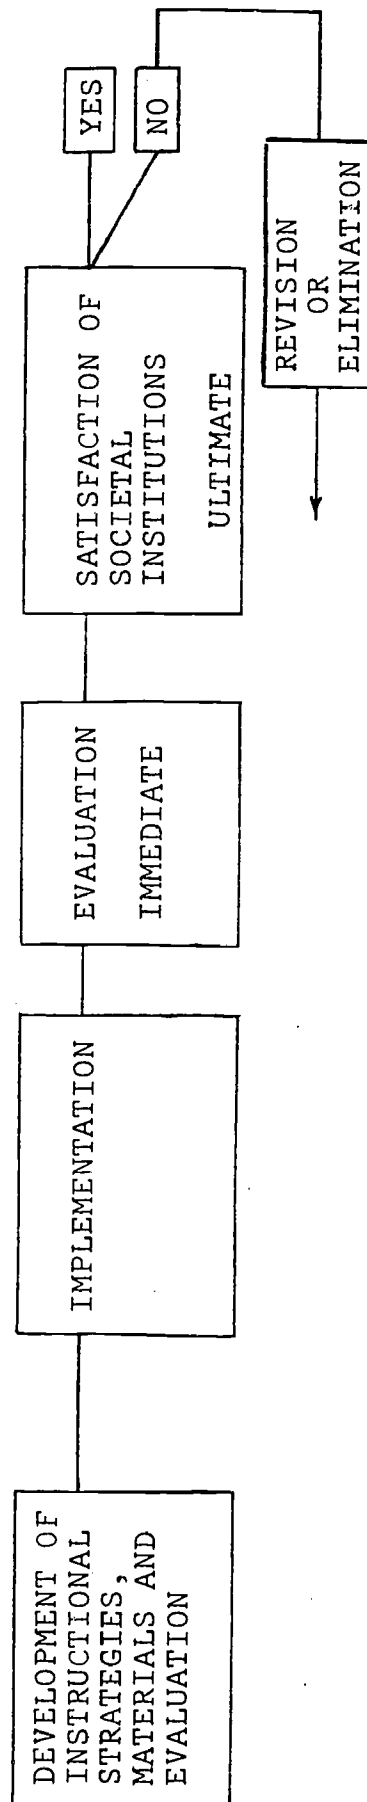 DEVELOPMENT OF
INSTRUCTIONAL
STRATEGIES,
MATERIALS AND
EVALUATION
IMPLEMENTATION
EVALUATION
IMMEDIATE
SATISFACTION OF
SOCIETAL
INSTITUTIONS
ULTIMATE
YES
NO
REVISION
OR
ELIMINATION